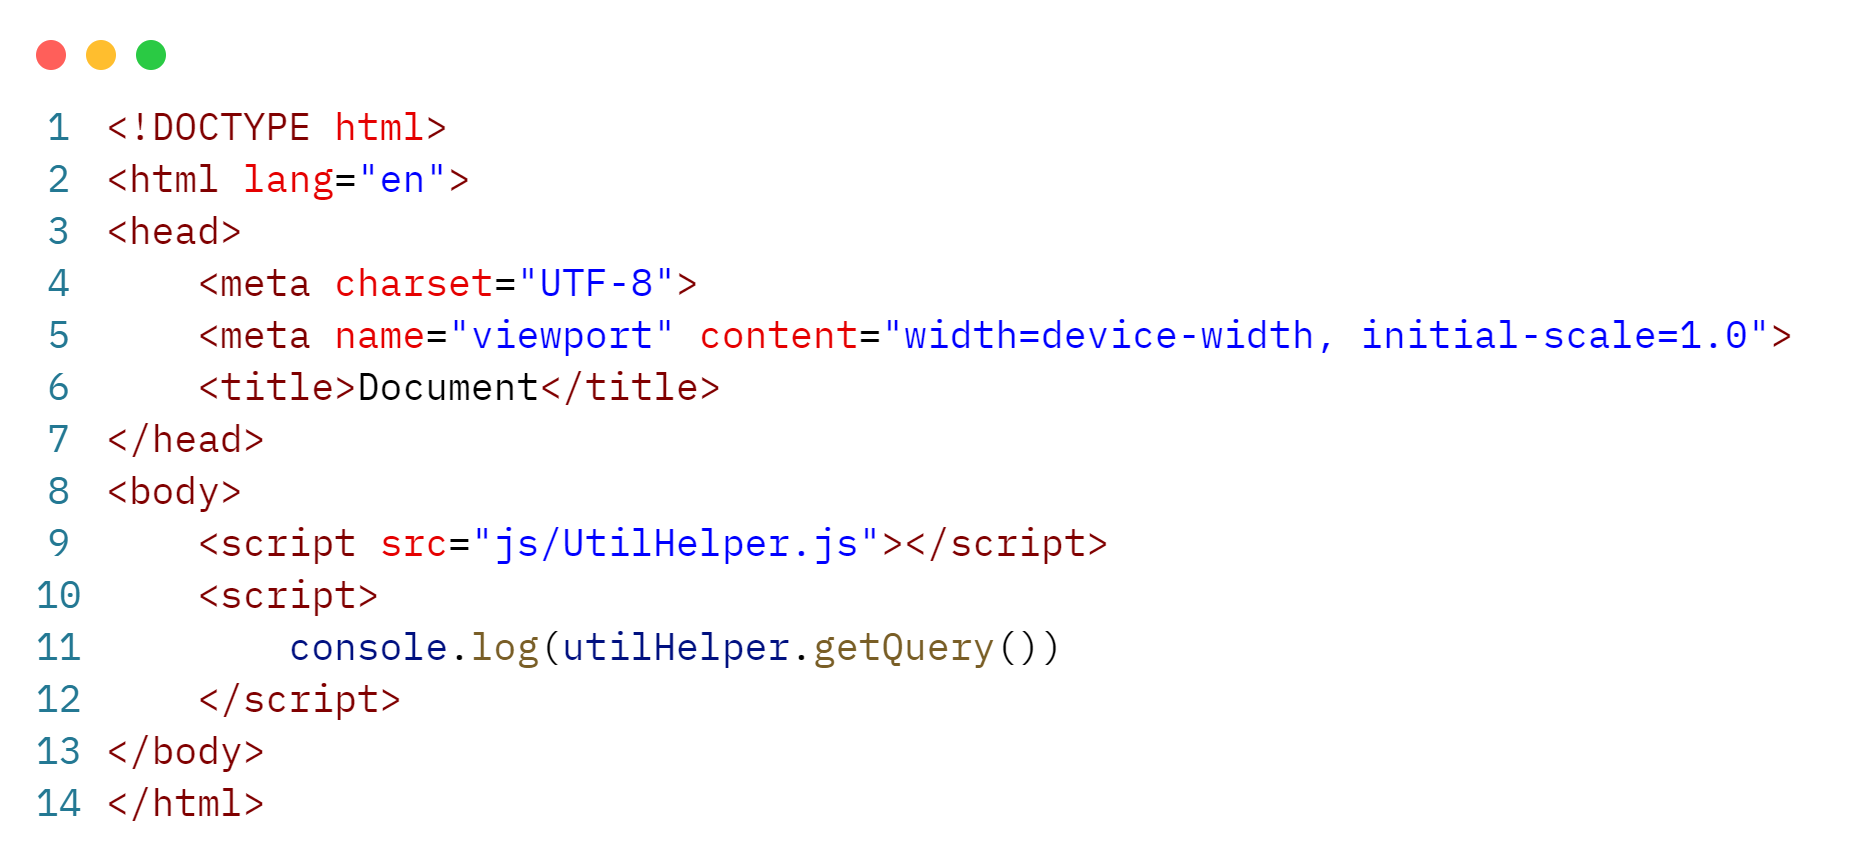 1 <!DOCTYPE html>
2 <html lang="en">
3 <head>
4     <meta charset="UTF-8">
5     <meta name="viewport" content="width=device-width, initial-scale=1.0">
6     <title>Document</title>
7 </head>
8 <body>
9     <script src="js/UtilHelper.js"></script>
10     <script>
11         console.log(utilHelper.getQuery())
12     </script>
13 </body>
14 </html>